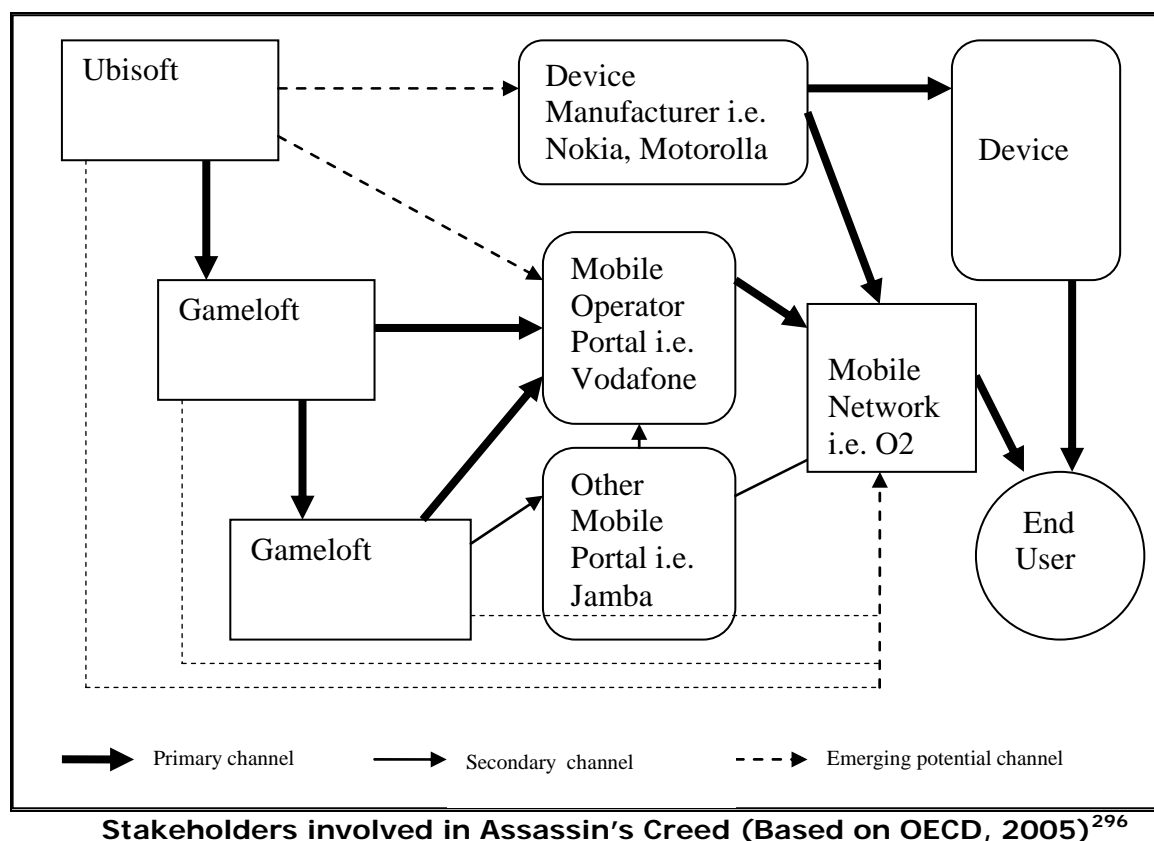 Ubisoft
Device
Manufacturer i.e.
Nokia, Motorolla
Device
Gameloft
Mobile
Operator
Portal i.e.
Vodafone
Mobile
Network
i.e. O2
Gameloft
Other
Mobile
Portal i.e.
Jamba
End
User
Primary channel
Secondary channel
Emerging potential channel
Stakeholders involved in Assassin's Creed (Based on OECD, 2005)296